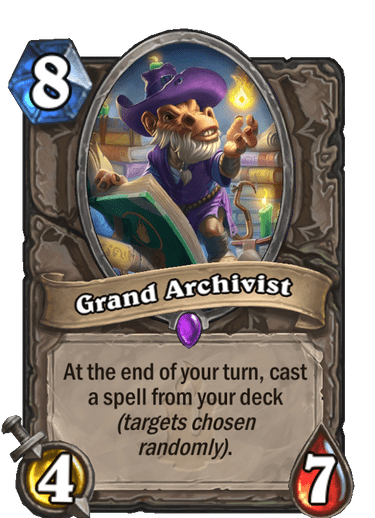 8
Grand Archivist
At the end of your turn, cast
a spell from your deck
(targets chosen
randomly).
4
7